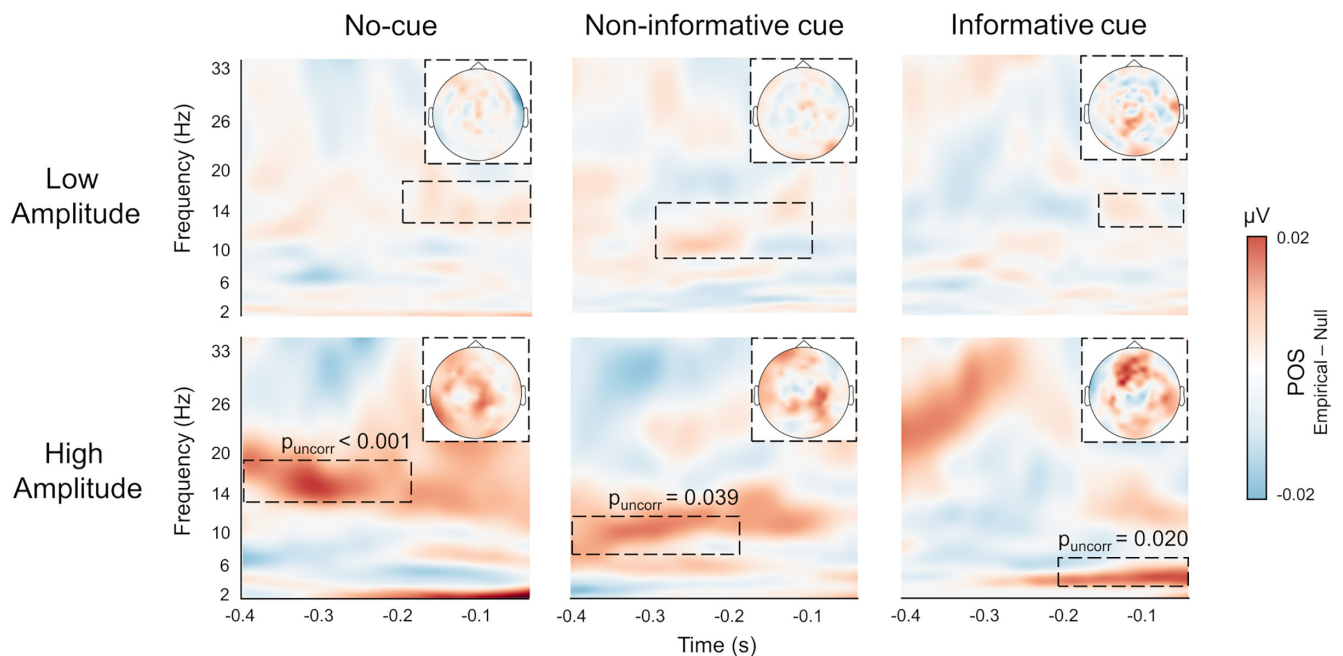 No-cue
Non-informative cue
Informative cue
Low
Amplitude
Frequency (Hz)
33
26
20
14
10
6
2
High
Amplitude
Frequency (Hz)
33
26
20
14
10
6
2
p_uncorr < 0.001
p_uncorr = 0.039
p_uncorr = 0.020
-0.4
-0.3
-0.2
-0.1
-0.4
-0.3
-0.2
-0.1
-0.4
-0.3
-0.2
-0.1
Time (s)
μV
0.02
-0.02
POS
Empirical – Null